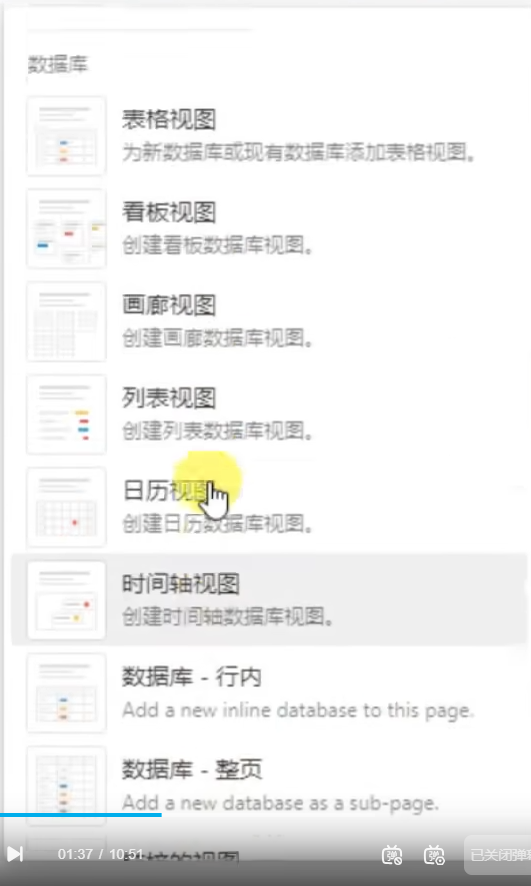 数据库
表格视图
为新数据库或现有数据库添加表格视图。
看板视图
创建看板数据库视图。
画廊视图
创建画廊数据库视图。
列表视图
创建列表数据库视图。
日历视图
创建日历数据库视图。
时间轴视图
创建时间轴数据库视图。
数据库 - 行内
Add a new inline database to this page.
数据库 - 整页
Add a new database as a sub-page.
的视图
01:37 / 10:51
弹
弹
已关闭弹